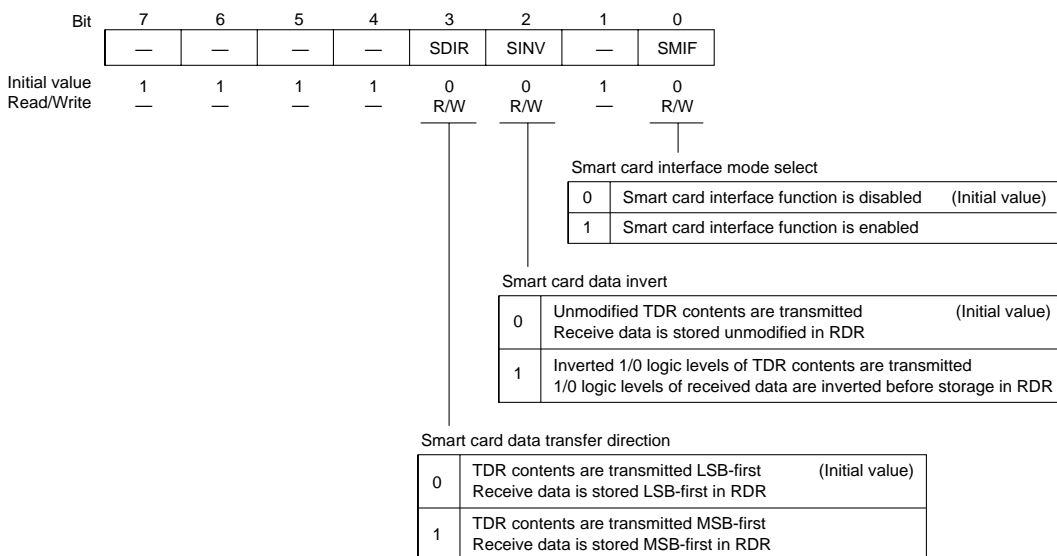 Bit 7 6 5 4 3 2 1 0
— — — — SDIR SINV — SMIF
Initial value 1 1 1 1 0 0 1 0
Read/Write — — — — R/W R/W — R/W
Smart card interface mode select
0 Smart card interface function is disabled (Initial value)
1 Smart card interface function is enabled
Smart card data invert
0 Unmodified TDR contents are transmitted (Initial value)
Receive data is stored unmodified in RDR
1 Inverted 1/0 logic levels of TDR contents are transmitted
1/0 logic levels of received data are inverted before storage in RDR
Smart card data transfer direction
0 TDR contents are transmitted LSB-first (Initial value)
Receive data is stored LSB-first in RDR
1 TDR contents are transmitted MSB-first
Receive data is stored MSB-first in RDR